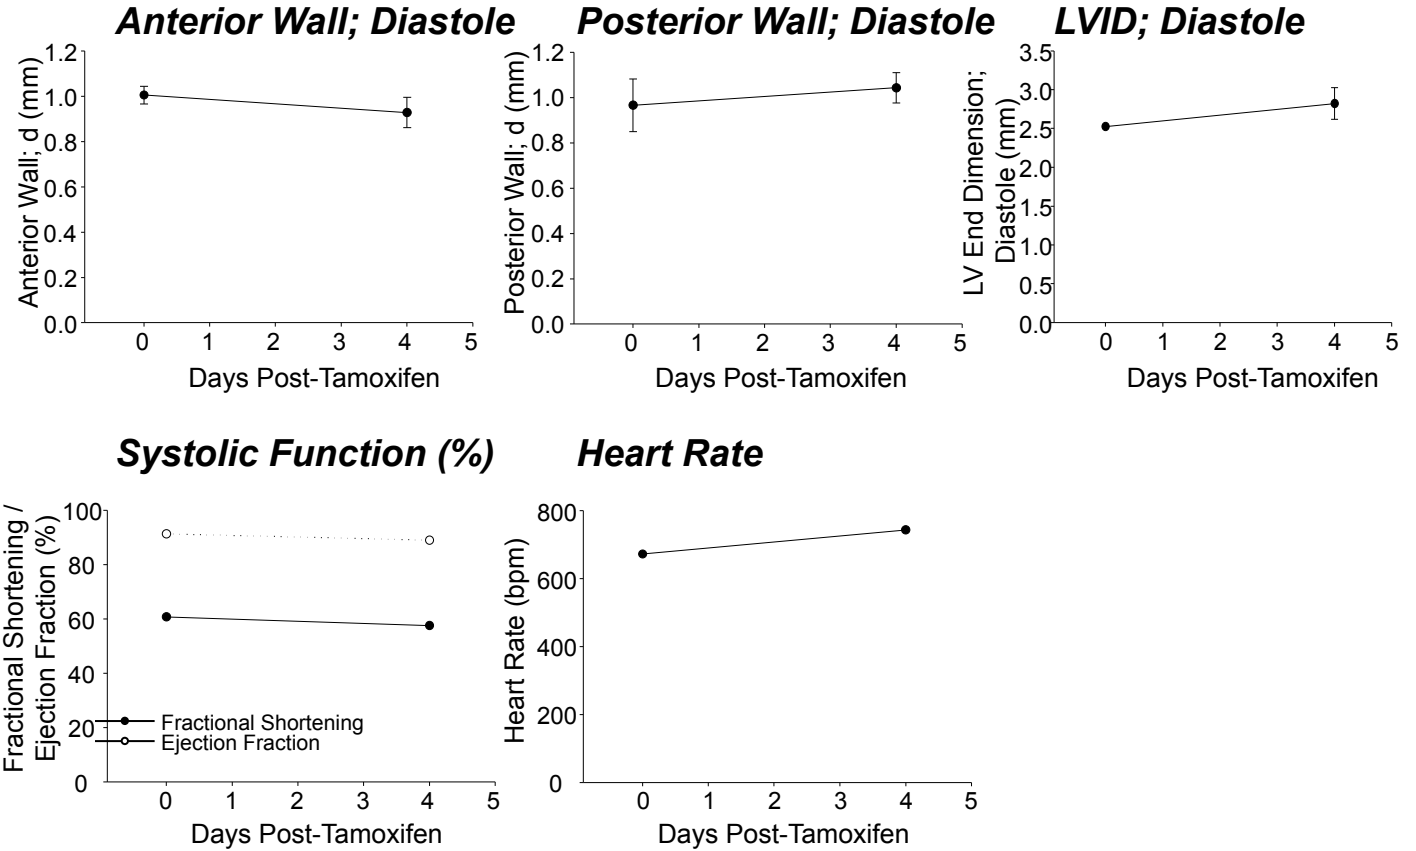 Anterior Wall; Diastole
Anterior Wall; d (mm)
1.2
1.0
0.8
0.6
0.4
0.2
0.0
0 1 2 3 4 5
Days Post-Tamoxifen
Posterior Wall; Diastole
Posterior Wall; d (mm)
1.2
1.0
0.8
0.6
0.4
0.2
0.0
0 1 2 3 4 5
Days Post-Tamoxifen
LVID; Diastole
LV End Dimension;
Diastole (mm)
3.5
3.0
2.5
2.0
1.5
1.0
0.5
0.0
0 1 2 3 4 5
Days Post-Tamoxifen
Systolic Function (%)
Fractional Shortening /
Ejection Fraction (%)
100
80
60
40
20
0
Fractional Shortening
Ejection Fraction
0 1 2 3 4 5
Days Post-Tamoxifen
Heart Rate
Heart Rate (bpm)
800
600
400
200
0
0 1 2 3 4 5
Days Post-Tamoxifen